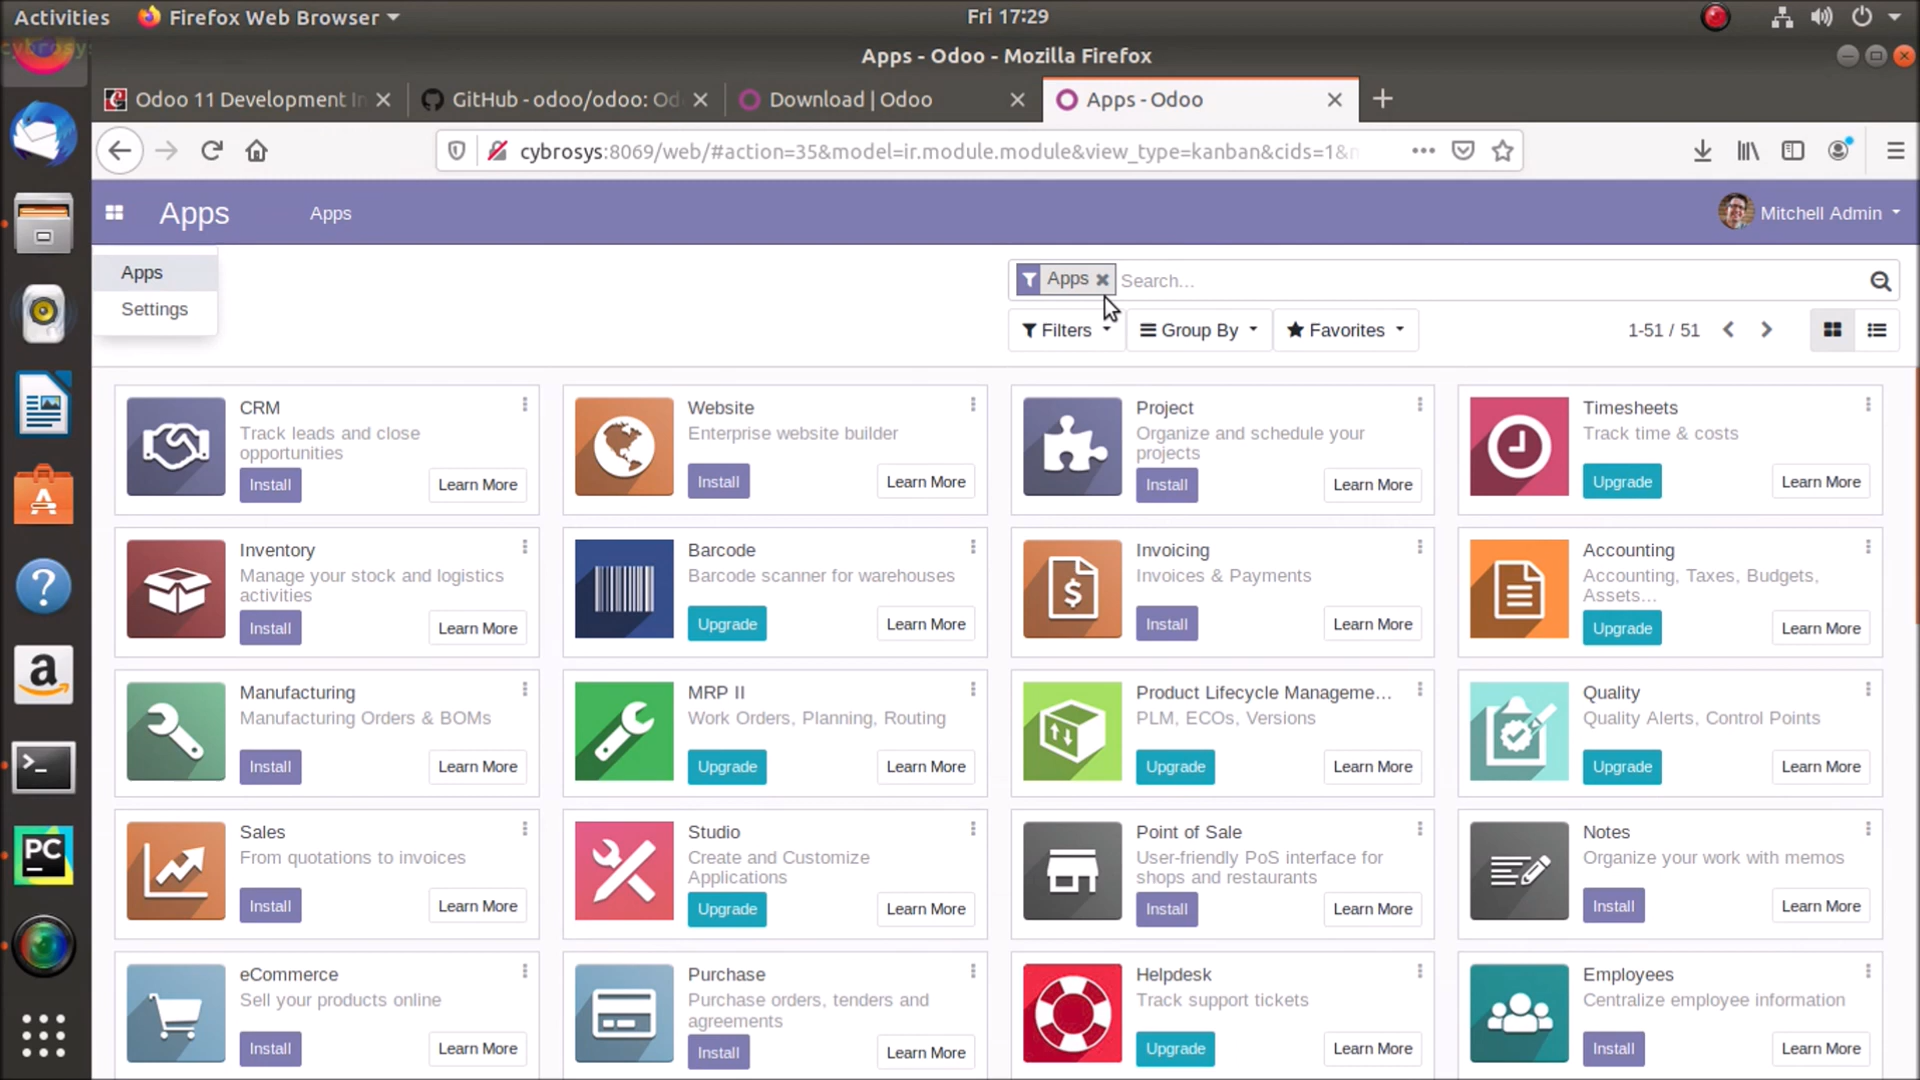 Activities
Firefox Web Browser
Fri 17:29
cybrosys
Apps - Odoo - Mozilla Firefox
Odoo 11 Development In
GitHub - odoo/odoo: Od
Download | Odoo
Apps - Odoo
cybrosys:8069/web/#action=35&model=ir.module.module&view_type=kanban&cids=1&
Apps
Apps
Mitchell Admin
Apps
Settings
Apps
Search...
Filters
Group By
Favorites
1-51 / 51
CRM
Track leads and close
opportunities
Install
Learn More
Website
Enterprise website builder
Install
Learn More
Project
Organize and schedule your
projects
Install
Learn More
Timesheets
Track time & costs
Upgrade
Learn More
Inventory
Manage your stock and logistics
activities
Install
Learn More
Barcode
Barcode scanner for warehouses
Upgrade
Learn More
Invoicing
Invoices & Payments
Install
Learn More
Accounting
Accounting, Taxes, Budgets,
Assets...
Upgrade
Learn More
Manufacturing
Manufacturing Orders & BOMs
Install
Learn More
MRP II
Work Orders, Planning, Routing
Upgrade
Learn More
Product Lifecycle Manageme...
PLM, ECOs, Versions
Upgrade
Learn More
Quality
Quality Alerts, Control Points
Upgrade
Learn More
Sales
From quotations to invoices
Install
Learn More
Studio
Create and Customize
Applications
Upgrade
Learn More
Point of Sale
User-friendly PoS interface for
shops and restaurants
Install
Learn More
Notes
Organize your work with memos
Install
Learn More
PC
eCommerce
Sell your products online
Install
Learn More
Purchase
Purchase orders, tenders and
agreements
Install
Learn More
Helpdesk
Track support tickets
Upgrade
Learn More
Employees
Centralize employee information
Install
Learn More